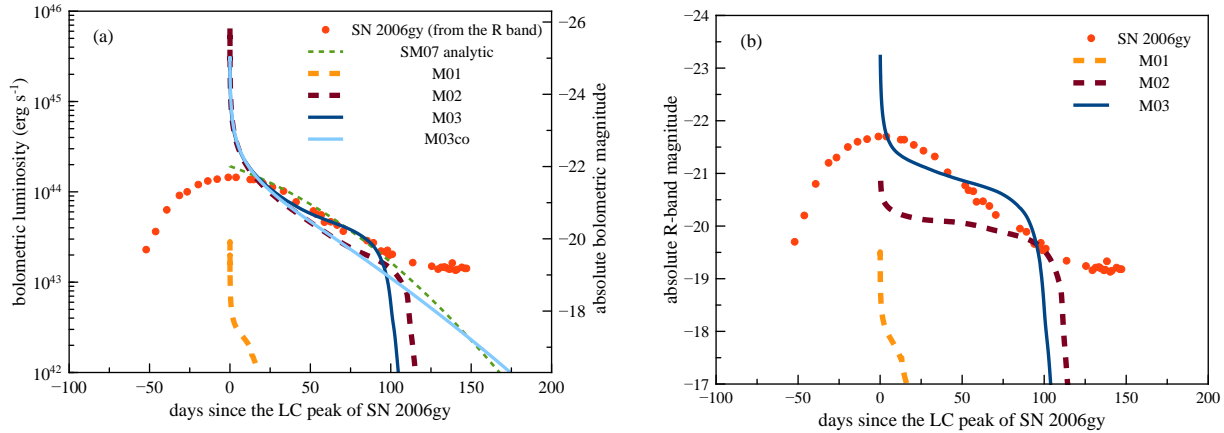 (a)
SN 2006gy (from the R band)
SM07 analytic
M01
M02
M03
M03co
10^46
10^45
10^44
10^43
10^42
bolometric luminosity (erg s^-1)
−26
−24
−22
−20
−18
absolute bolometric magnitude
−100
−50
0
50
100
150
200
days since the LC peak of SN 2006gy
(b)
SN 2006gy
M01
M02
M03
−24
−23
−22
−21
−20
−19
−18
−17
absolute R-band magnitude
−100
−50
0
50
100
150
200
days since the LC peak of SN 2006gy